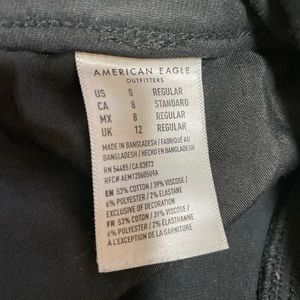 AMERICAN EAGLE
OUTFITTERS
US 8 REGULAR
CA 8 STANDARD
MX 8 REGULAR
UK 12 REGULAR
MADE IN BANGLADESH / FABRIQUÉ AU
BANGLADESH / HECHO EN BANGLADESH
RN 54485 / CA 03873
RFC# AEM120605U9A
EN: 53% COTTON / 39% VISCOSE /
6% POLYESTER / 2% ELASTANE
EXCLUSIVE OF DECORATION
FR: 53% COTON / 39% VISCOSE /
6% POLYESTER / 2% ÉLASTHANNE
À L'EXCEPTION DE LA GARNITURE